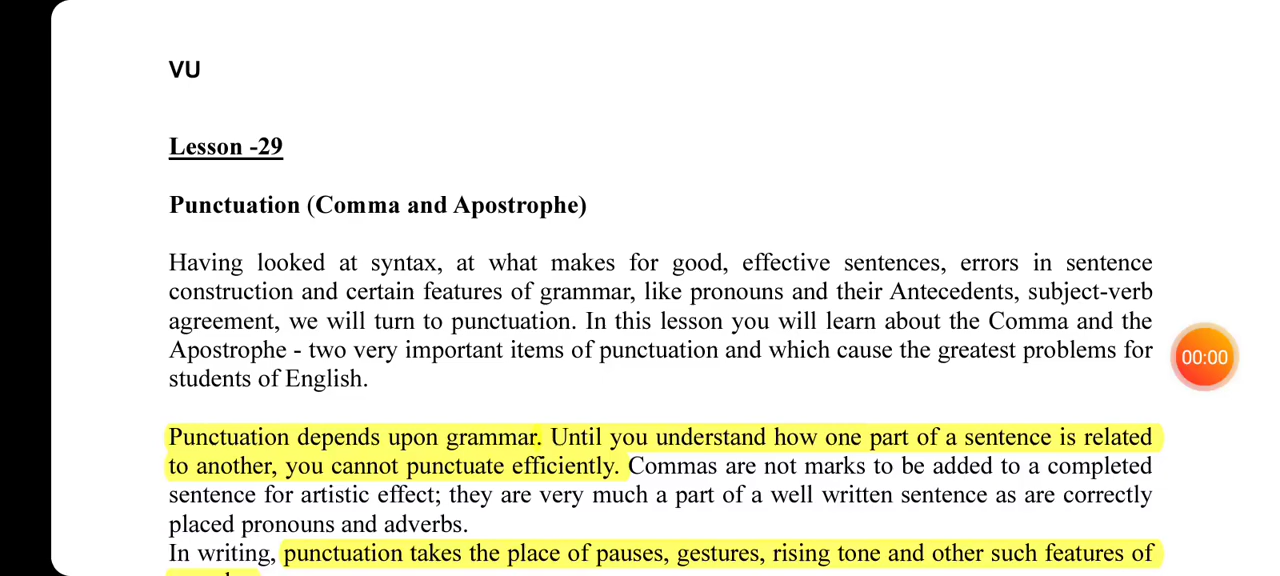 VU
Lesson -29
Punctuation (Comma and Apostrophe)
Having looked at syntax, at what makes for good, effective sentences, errors in sentence
construction and certain features of grammar, like pronouns and their Antecedents, subject-verb
agreement, we will turn to punctuation. In this lesson you will learn about the Comma and the
Apostrophe - two very important items of punctuation and which cause the greatest problems for
students of English.
Punctuation depends upon grammar. Until you understand how one part of a sentence is related
to another, you cannot punctuate efficiently. Commas are not marks to be added to a completed
sentence for artistic effect; they are very much a part of a well written sentence as are correctly
placed pronouns and adverbs.
In writing, punctuation takes the place of pauses, gestures, rising tone and other such features of
00:00